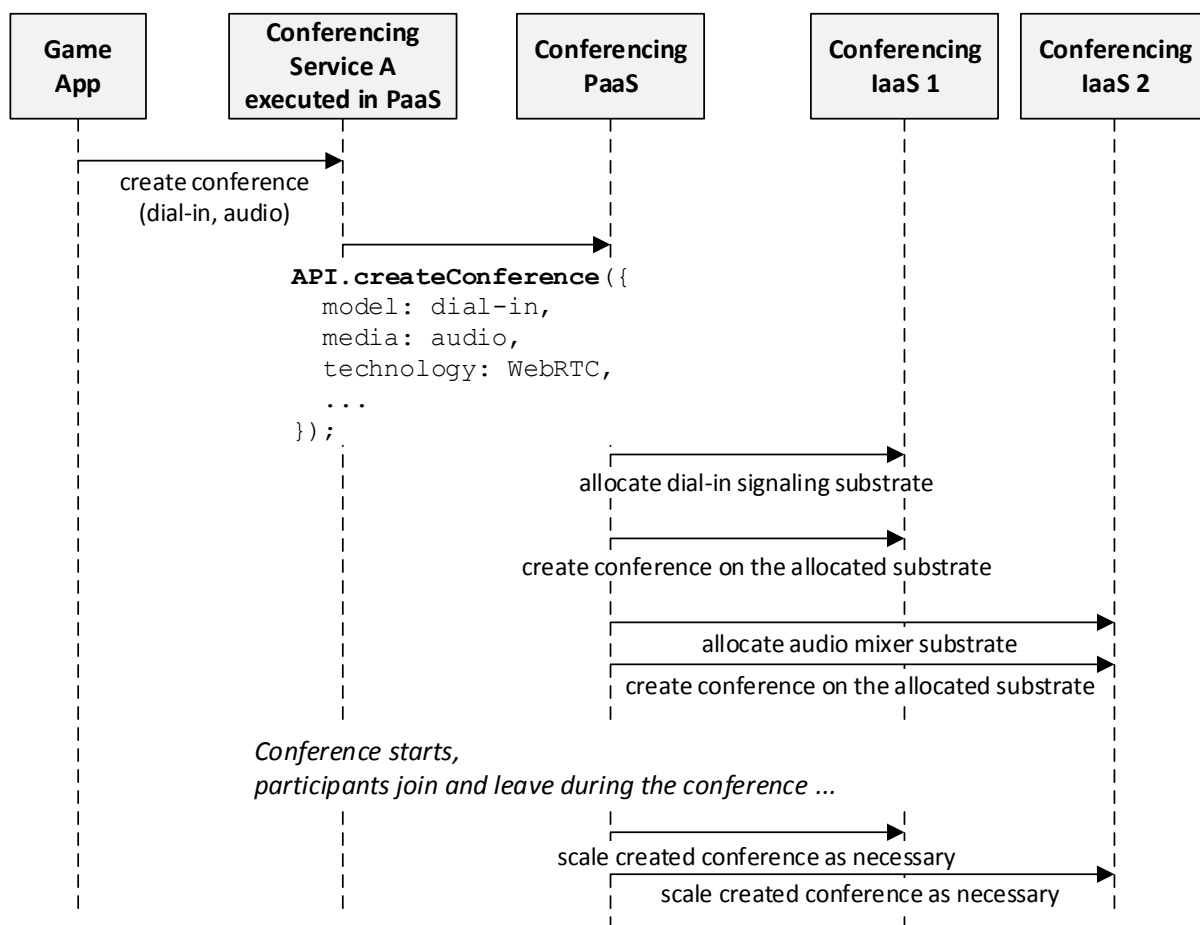 Game
App
Conferencing
Service A
executed in PaaS
Conferencing
PaaS
Conferencing
IaaS 1
Conferencing
IaaS 2
create conference
(dial-in, audio)
API.createConference({
model: dial-in,
media: audio,
technology: WebRTC,
...
});
allocate dial-in signaling substrate
create conference on the allocated substrate
allocate audio mixer substrate
create conference on the allocated substrate
Conference starts,
participants join and leave during the conference ...
scale created conference as necessary
scale created conference as necessary